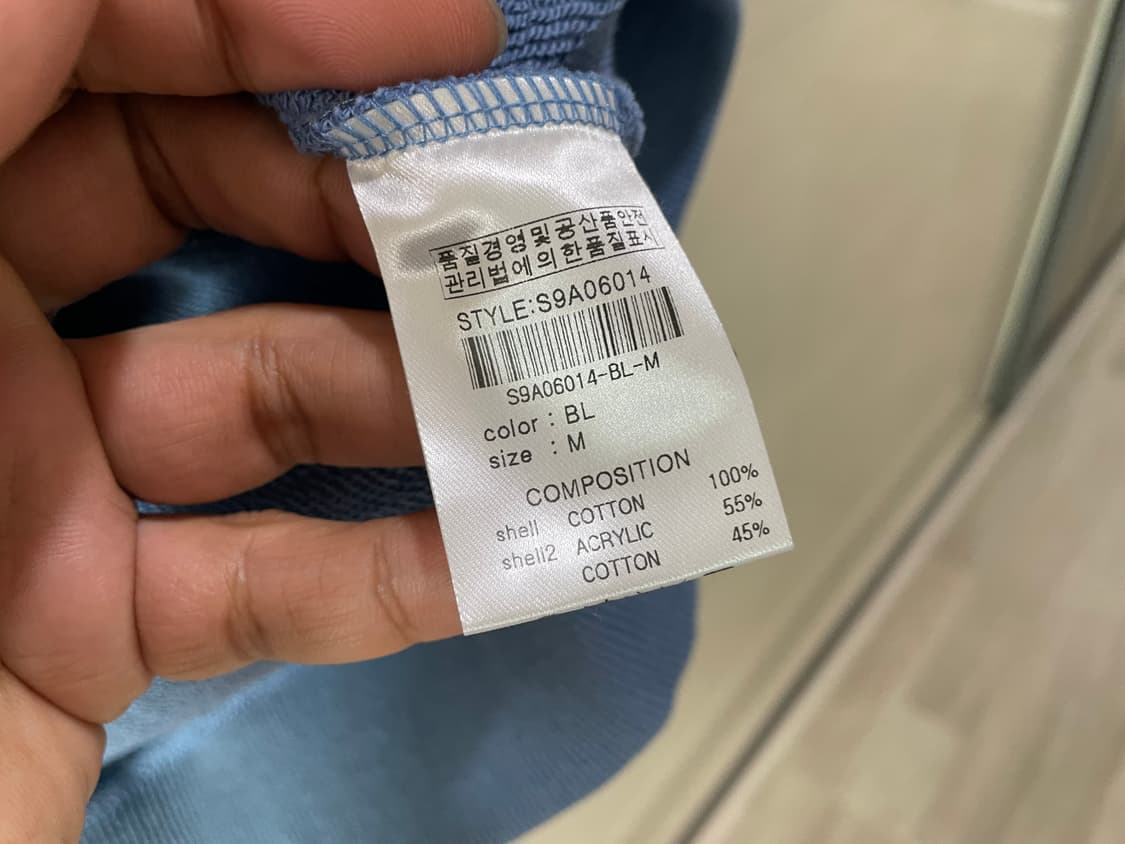 품질경영및공산품안전
관리법에의한품질표시
STYLE:S9A06014
S9A06014-BL-M
color : BL
size : M
COMPOSITION
shell COTTON 100%
shell2 ACRYLIC 55%
COTTON 45%